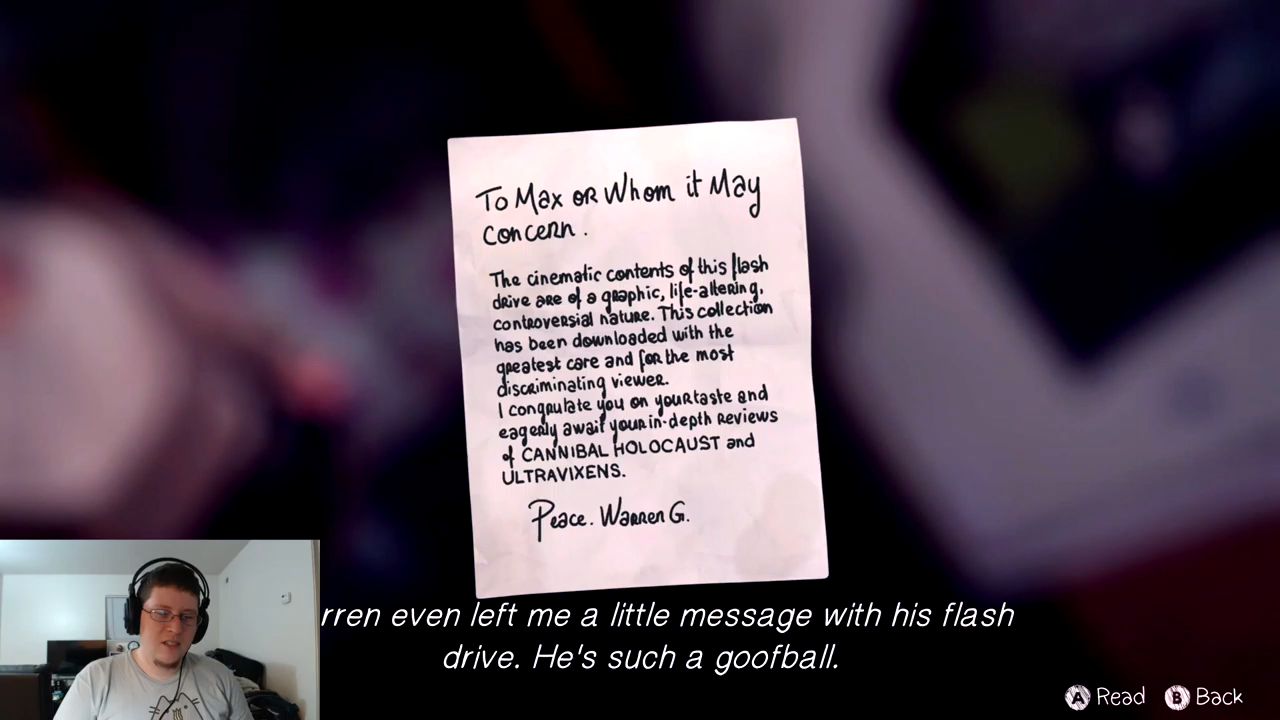 To Max or Whom it May
Concern.
The cinematic contents of this flash
drive are of a graphic, life-altering,
controversial nature. This collection
has been downloaded with the
greatest care and for the most
discriminating viewer.
I congrulate you on your taste and
eagerly await your in-depth reviews
of CANNIBAL HOLOCAUST and
ULTRAVIXENS.
Peace. Warren G.
rren even left me a little message with his flash
drive. He's such a goofball.
A Read B Back